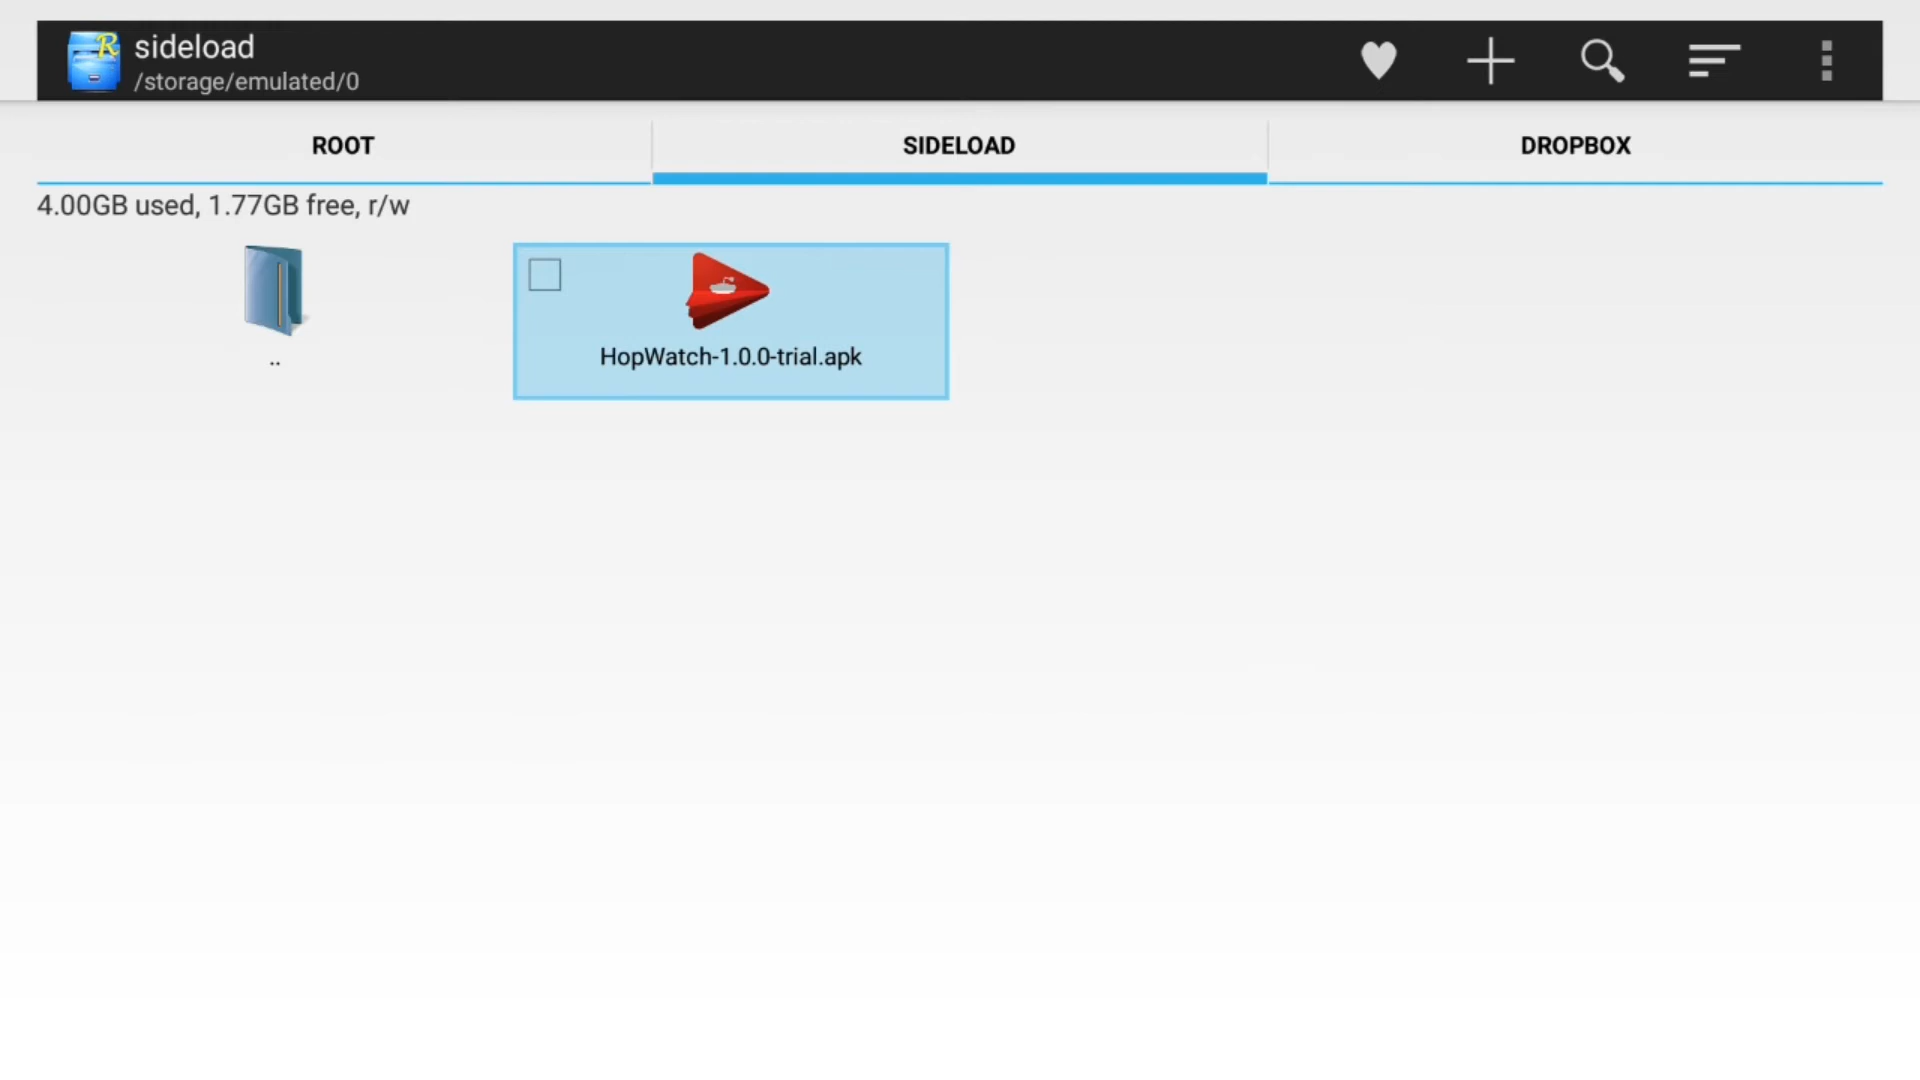 sideload
/storage/emulated/0
ROOT
SIDELOAD
DROPBOX
4.00GB used, 1.77GB free, r/w
..
HopWatch-1.0.0-trial.apk